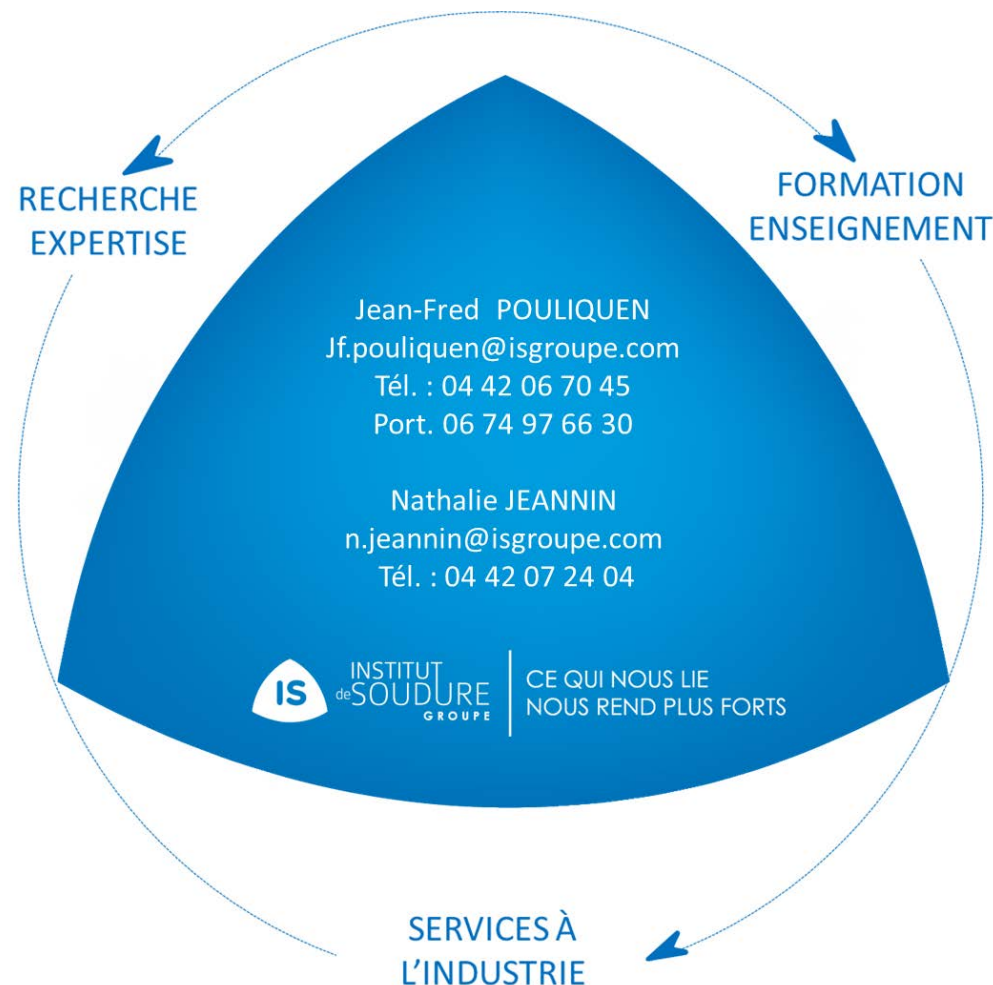 RECHERCHE
EXPERTISE
FORMATION
ENSEIGNEMENT
Jean-Fred POULIQUEN
Jf.pouliquen@isgroupe.com
Tél. : 04 42 06 70 45
Port. 06 74 97 66 30
Nathalie JEANNIN
n.jeannin@isgroupe.com
Tél. : 04 42 07 24 04
IS
INSTITUT
de SOUDURE
GROUPE
CE QUI NOUS LIE
NOUS REND PLUS FORTS
SERVICES À
L’INDUSTRIE